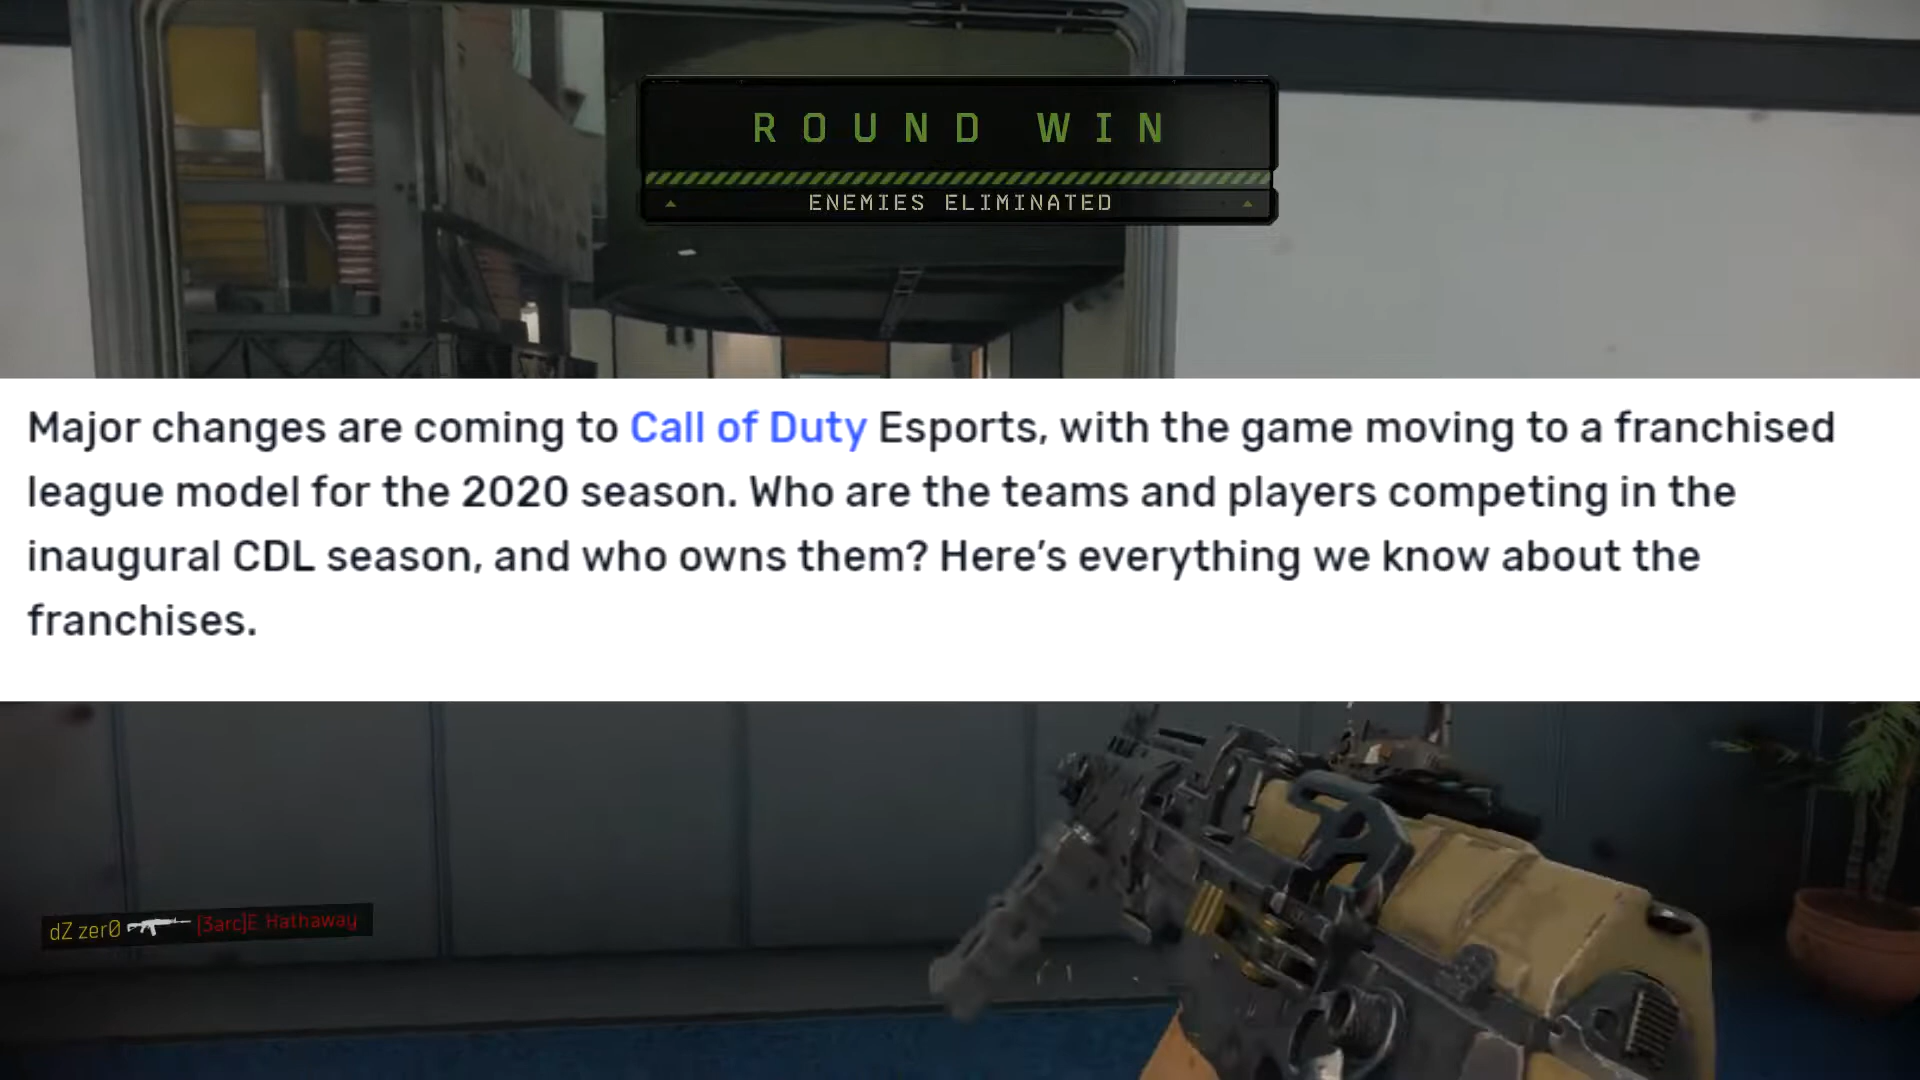 ROUND WIN
ENEMIES ELIMINATED
Major changes are coming to Call of Duty Esports, with the game moving to a franchised
league model for the 2020 season. Who are the teams and players competing in the
inaugural CDL season, and who owns them? Here’s everything we know about the
franchises.
dZ zer0 [3arc]E Hathaway